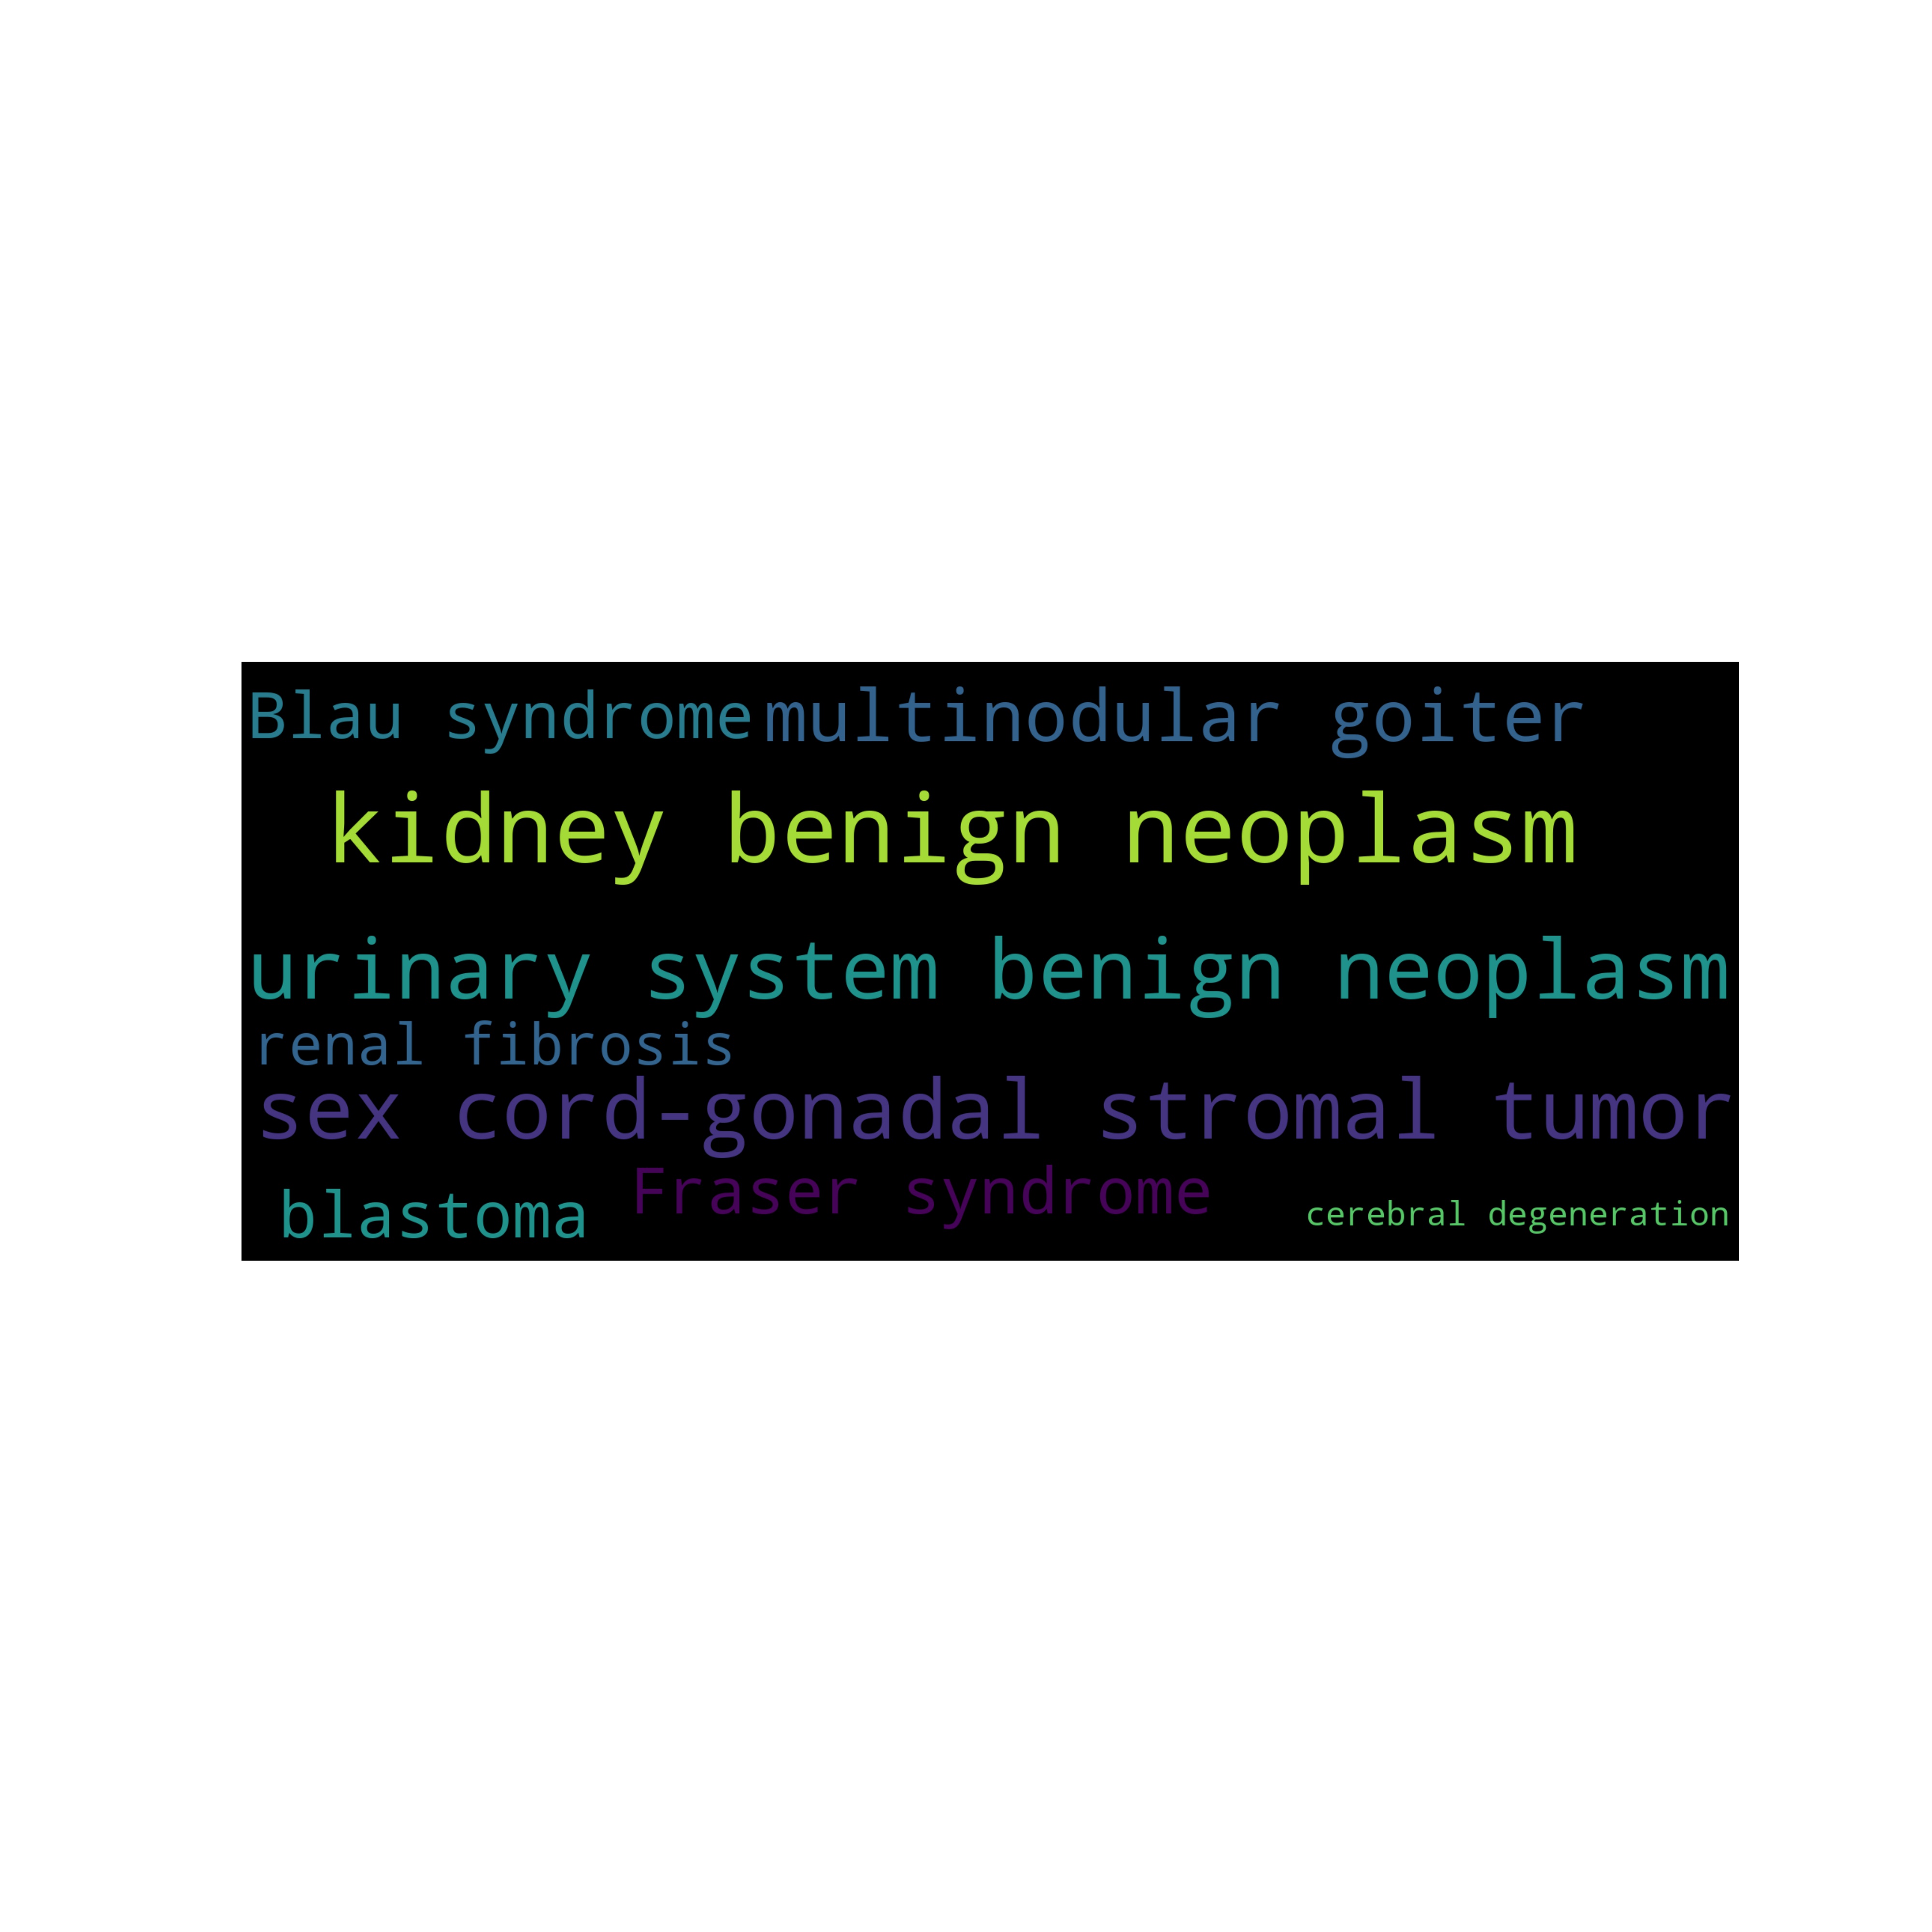 Blau syndrome multinodular goiter
kidney benign neoplasm
urinary system benign neoplasm
renal fibrosis
sex cord-gonadal stromal tumor
blastoma Fraser syndrome cerebral degeneration